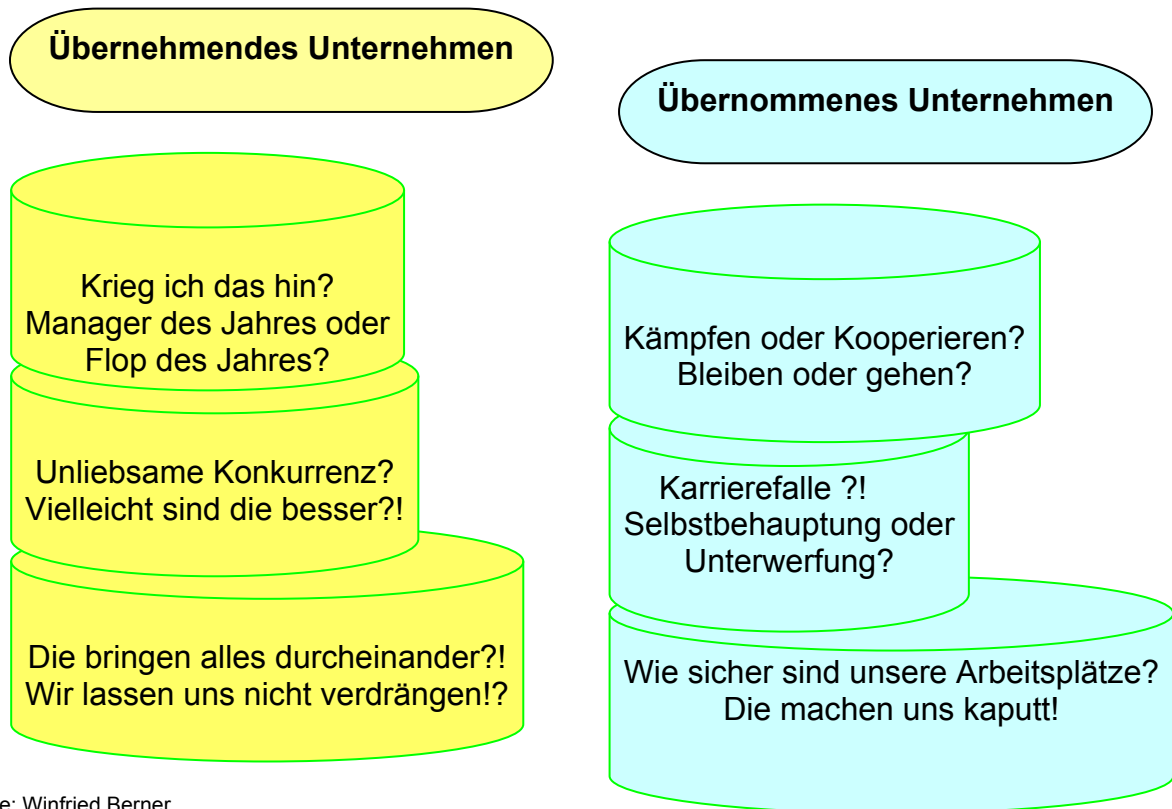 Übernehmendes Unternehmen
Krieg ich das hin?
Manager des Jahres oder
Flop des Jahres?
Unliebsame Konkurrenz?
Vielleicht sind die besser?!
Die bringen alles durcheinander?!
Wir lassen uns nicht verdrängen!?
Übernommenes Unternehmen
Kämpfen oder Kooperieren?
Bleiben oder gehen?
Karrierefalle ?!
Selbstbehauptung oder
Unterwerfung?
Wie sicher sind unsere Arbeitsplätze?
Die machen uns kaputt!
e: Winfried Berner